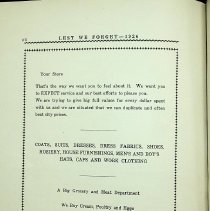 LEST WE FORGET—1926
Your Store
That's the way we want you to feel about it. We want you
to EXPECT service and our best efforts to please you.
We are trying to give big full values for every dollar spent
with us and we are situated that we can duplicate and often
beat city prices.
COATS, SUITS, DRESSES, DRESS FABRICS, SHOES,
HOSIERY, HOUSE FURNISHINGS, MEN'S AND BOY'S
HATS, CAPS AND WORK CLOTHING
A Big Grocery and Meat Department
We Buy Cream, Poultry and Eggs